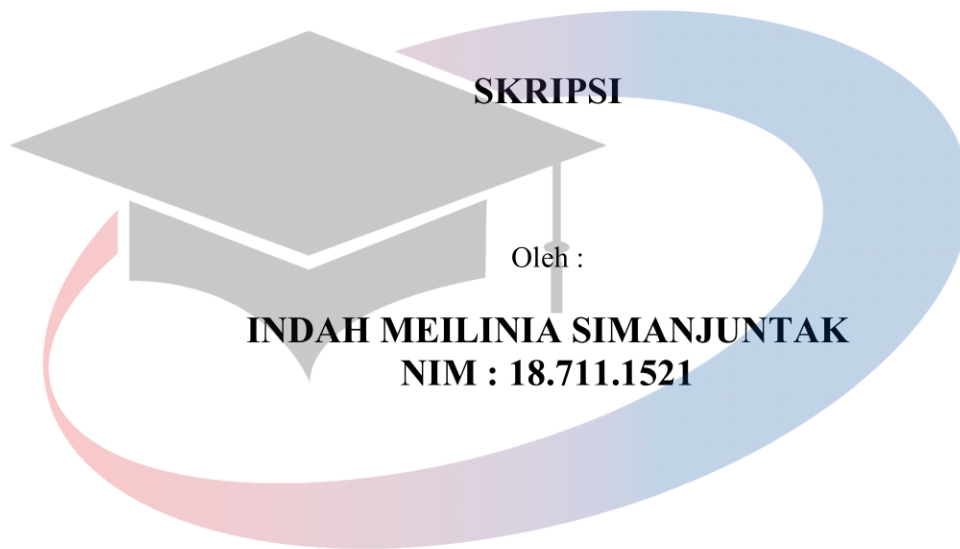 SKRIPSI
Oleh :
INDAH MEILINIA SIMANJUNTAK
NIM : 18.711.1521